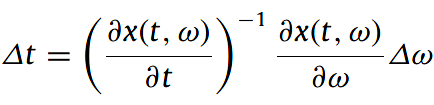 Δt = (∂x(t, ω)/∂t)⁻¹ ∂x(t, ω)/∂ω Δω